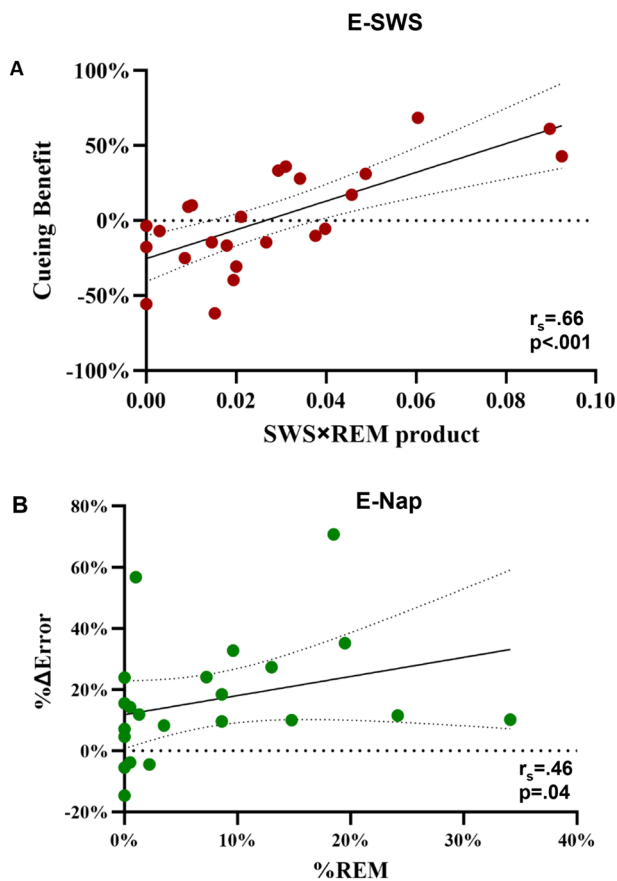 E-SWS
A
100%
50%
0%
-50%
-100%
Cueing Benefit
r_s=.66
p<.001
0.00 0.02 0.04 0.06 0.08 0.10
SWS×REM product
B
E-Nap
80%
60%
40%
20%
0%
-20%
%ΔError
r_s=.46
p=.04
0% 10% 20% 30% 40%
%REM